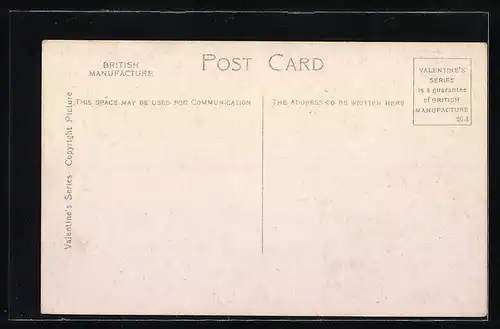 BRITISH
MANUFACTURE
POST CARD
THIS SPACE MAY BE USED FOR COMMUNICATION
THE ADDRESS TO BE WRITTEN HERE
VALENTINE'S
SERIES
is a guarantee
of BRITISH
MANUFACTURE
Valentine's Series Copyright Picture